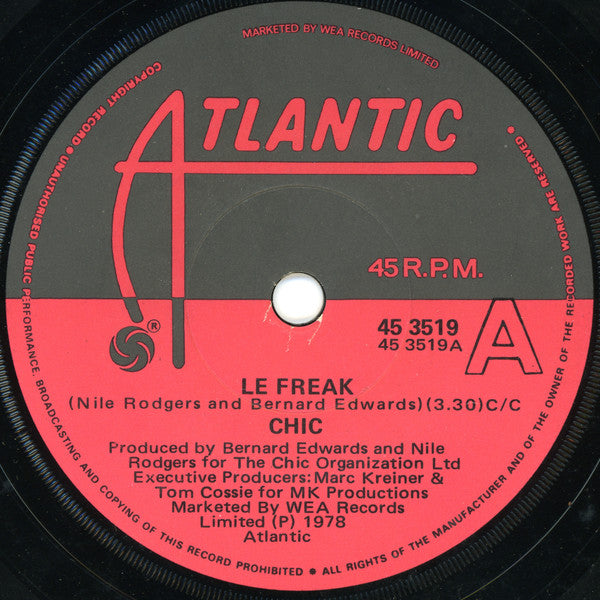 MARKETED BY WEA RECORDS LIMITED.
ATLANTIC
45 R.P.M.
45 3519
45 3519A
A
®
LE FREAK
(Nile Rodgers and Bernard Edwards)(3.30)C/C
CHIC
Produced by Bernard Edwards and Nile
Rodgers for The Chic Organization Ltd
Executive Producers: Marc Kreiner &
Tom Cossie for MK Productions
Marketed By WEA Records
Limited (P) 1978
Atlantic
COPYRIGHT RECORD • UNAUTHORISED PUBLIC PERFORMANCE. BROADCASTING AND COPYING OF THIS RECORD PROHIBITED • ALL RIGHTS OF THE MANUFACTURER AND OF THE OWNER OF THE RECORDED WORK ARE RESERVED •